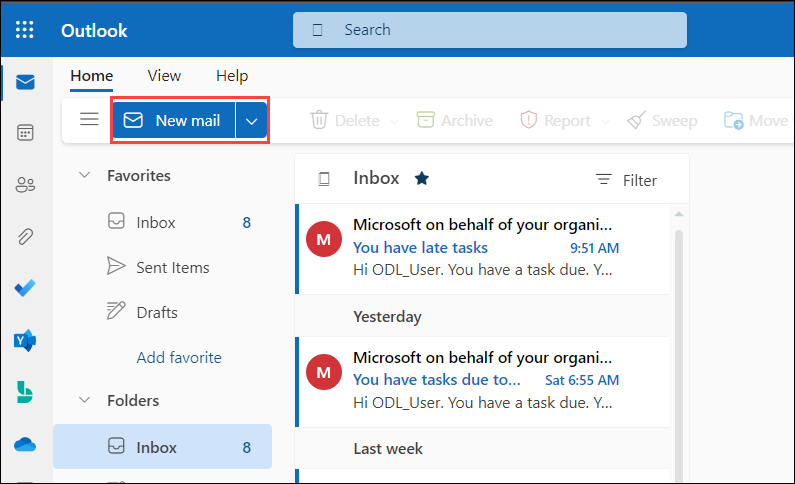 Outlook
Search
Home View Help
New mail Delete Archive Report Sweep Move
Favorites
Inbox 8
Sent Items
Drafts
Add favorite
Folders
Inbox 8
Inbox Filter
M
Microsoft on behalf of your organi...
You have late tasks 9:51 AM
Hi ODL_User. You have a task due. Y...
Yesterday
M
Microsoft on behalf of your organi...
You have tasks due to... Sat 6:55 AM
Hi ODL_User. You have a task due. Y...
Last week